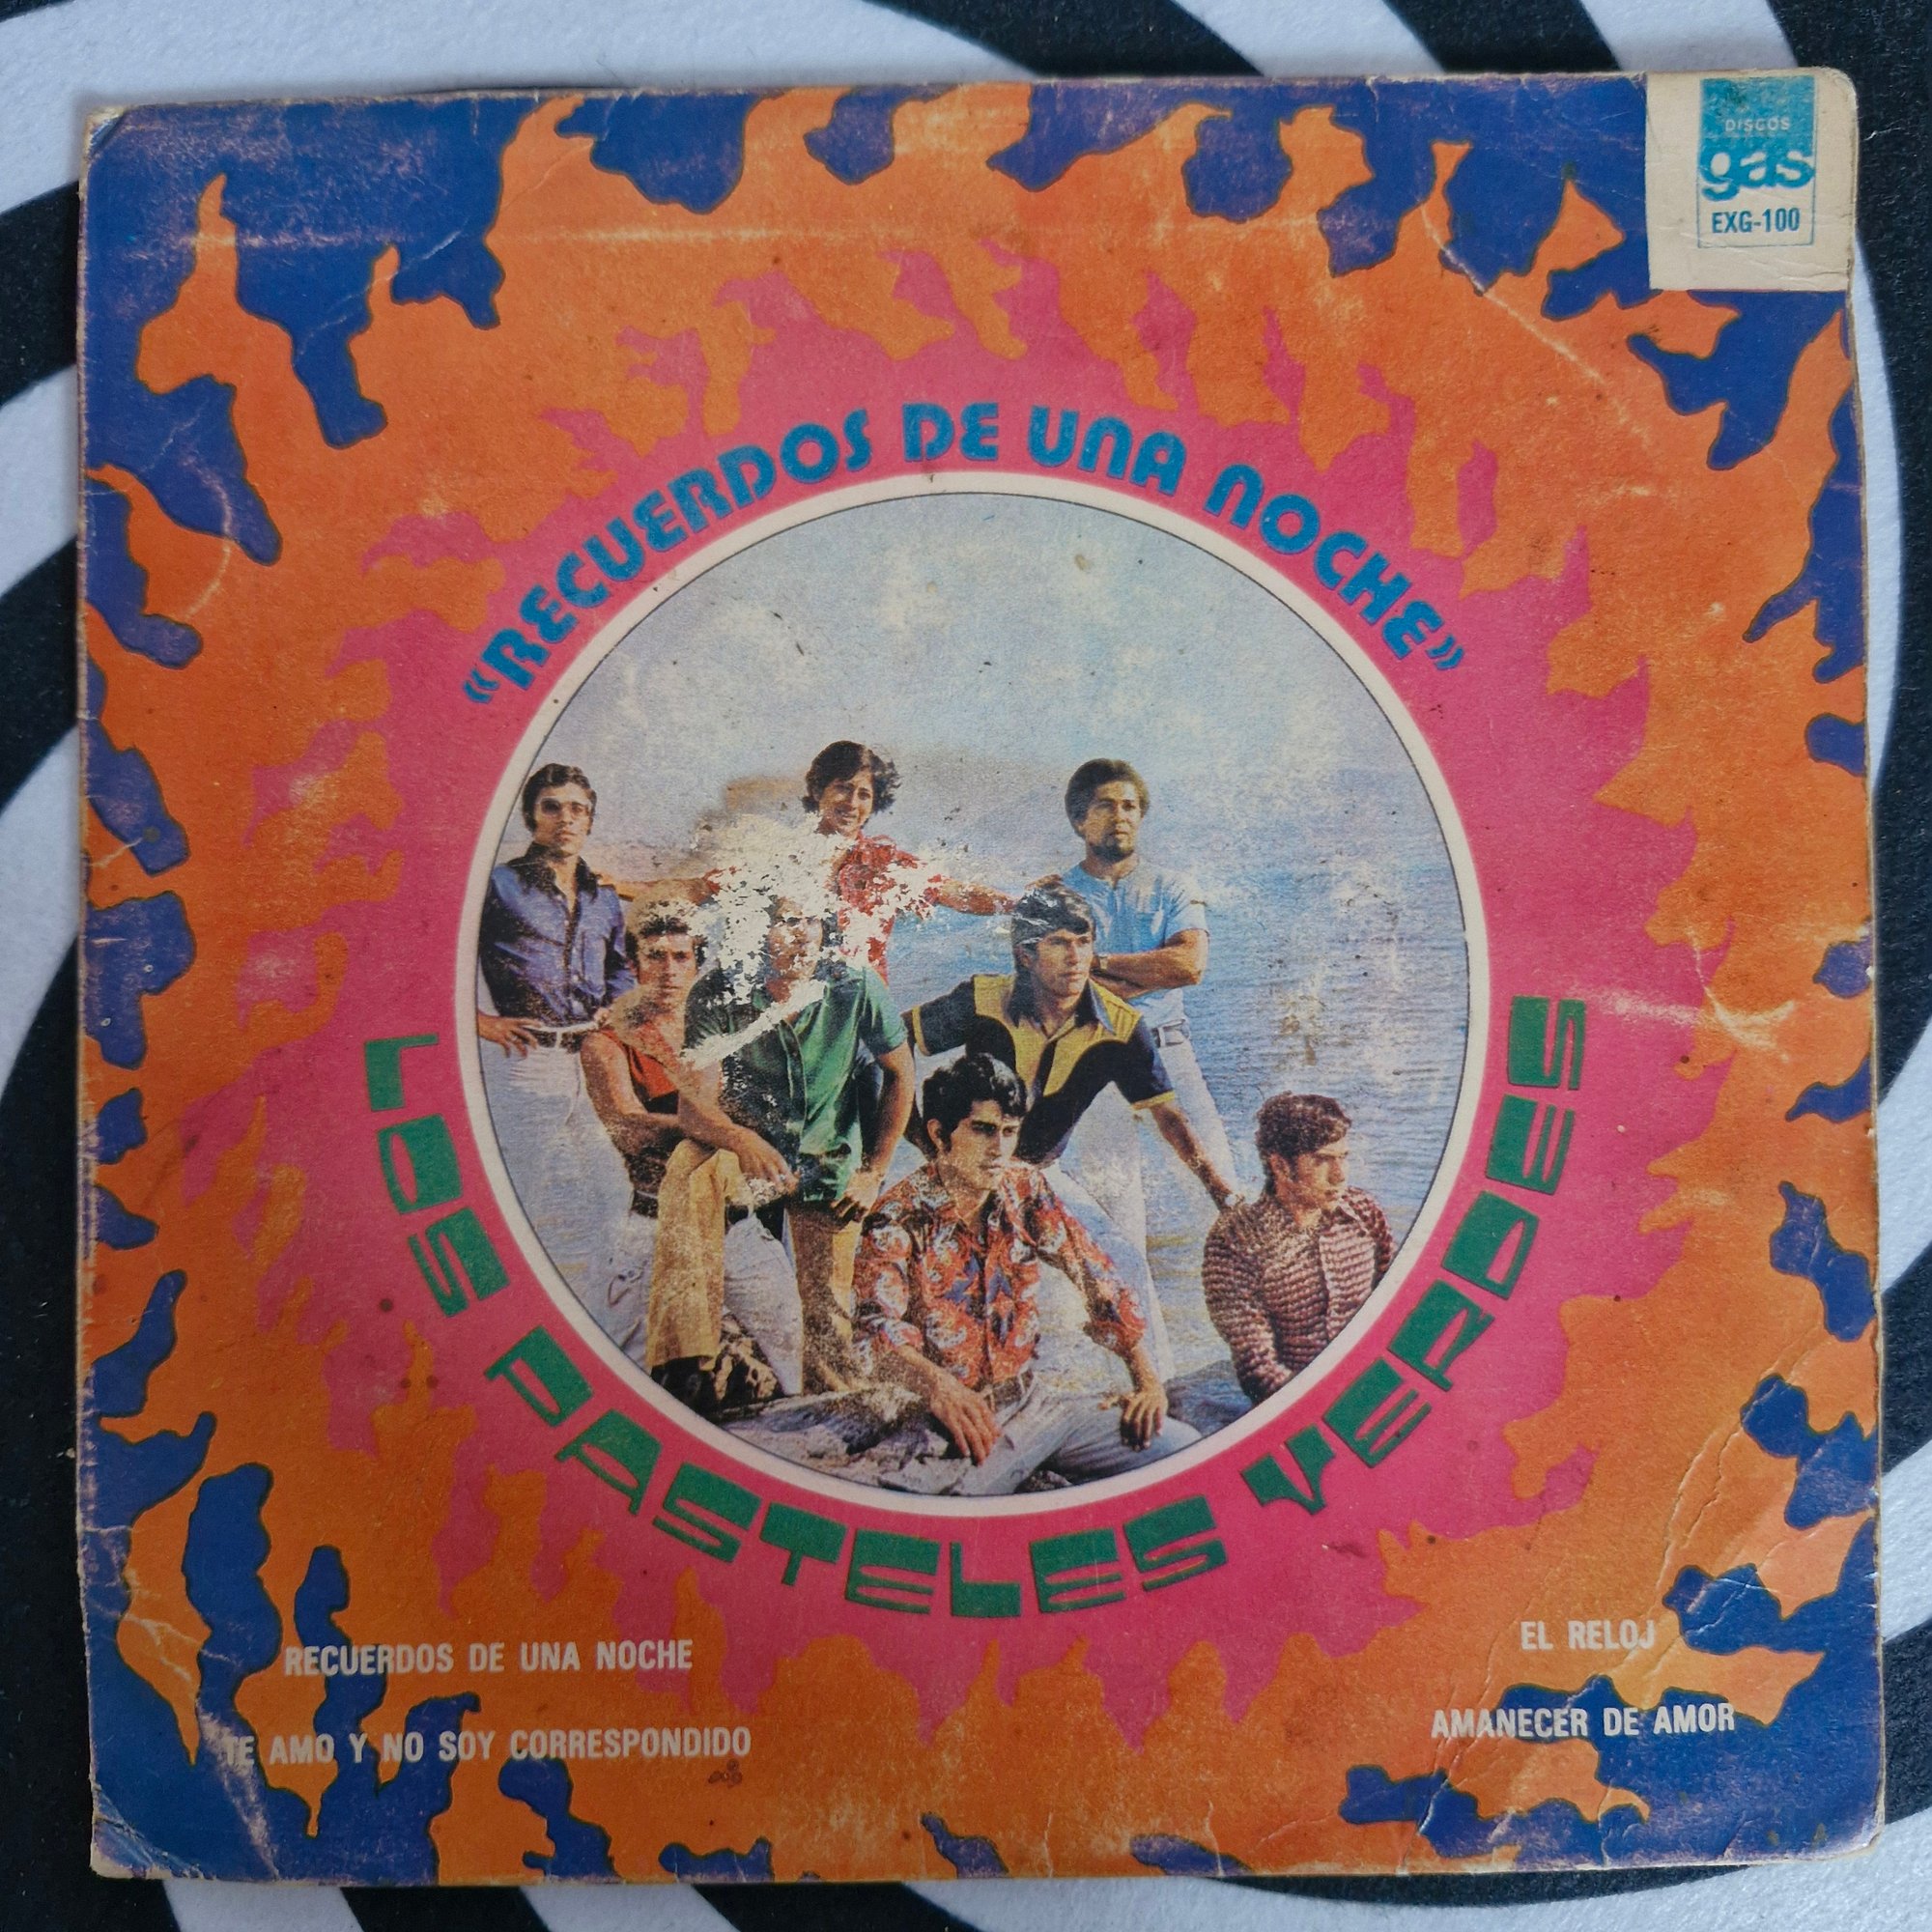 DISCOS
gas
EXG-100
“RECUERDOS DE UNA NOCHE”
LOS PASTELES VERDES
RECUERDOS DE UNA NOCHE
TE AMO Y NO SOY CORRESPONDIDO
EL RELOJ
AMANECER DE AMOR